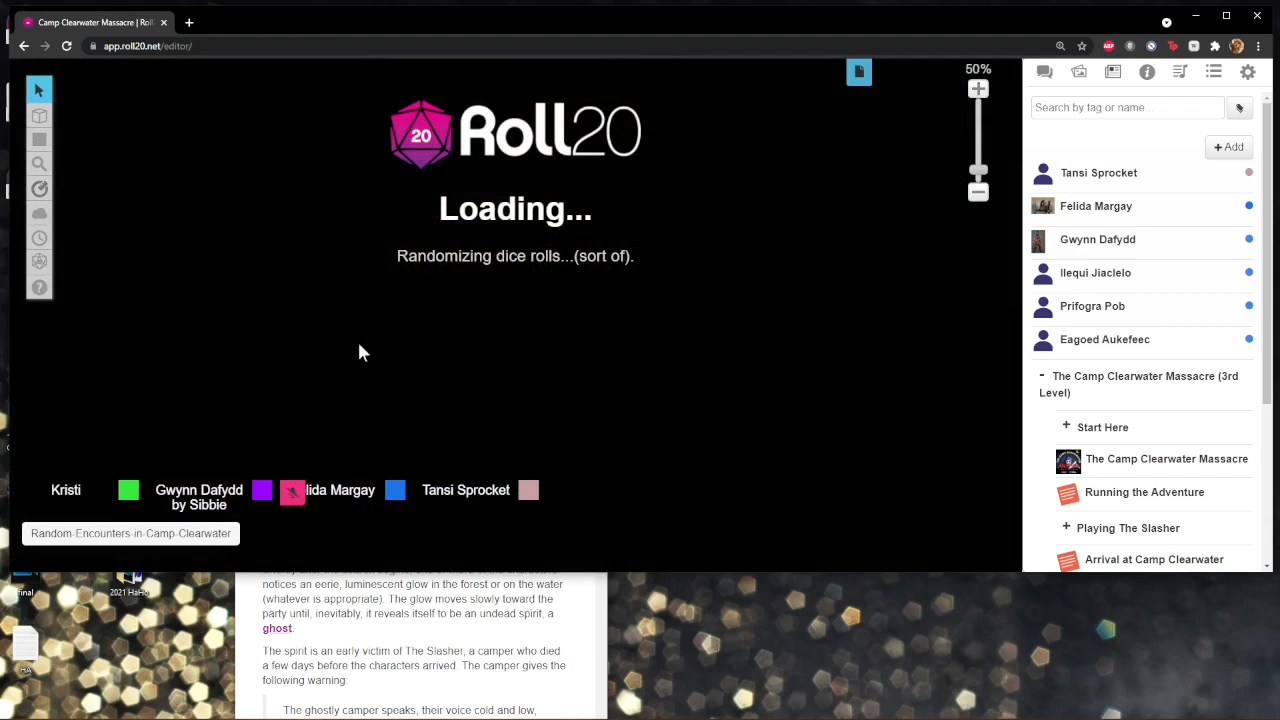 Camp Clearwater Massacre | Rol
app.roll20.net/editor/
ABP
50%
20
Roll20
Loading...
Randomizing dice rolls...(sort of).
Search by tag or name...
+ Add
Tansi Sprocket
Felida Margay
Gwynn Dafydd
Ilequi Jiaclelo
Prifogra Pob
Eagoed Aukefeec
- The Camp Clearwater Massacre (3rd
Level)
+ Start Here
The Camp Clearwater Massacre
Running the Adventure
+ Playing The Slasher
Arrival at Camp Clearwater
Kristi
Gwynn Dafydd
by Sibbie
lida Margay
Tansi Sprocket
Random-Encounters-in-Camp-Clearwater
final
2021 HaHo
HA
notices an eerie, luminescent glow in the forest or on the water
(whatever is appropriate). The glow moves slowly toward the
party until, inevitably, it reveals itself to be an undead spirit, a
ghost.
The spirit is an early victim of The Slasher, a camper who died
a few days before the characters arrived. The camper gives the
following warning:
The ghostly camper speaks, their voice cold and low,